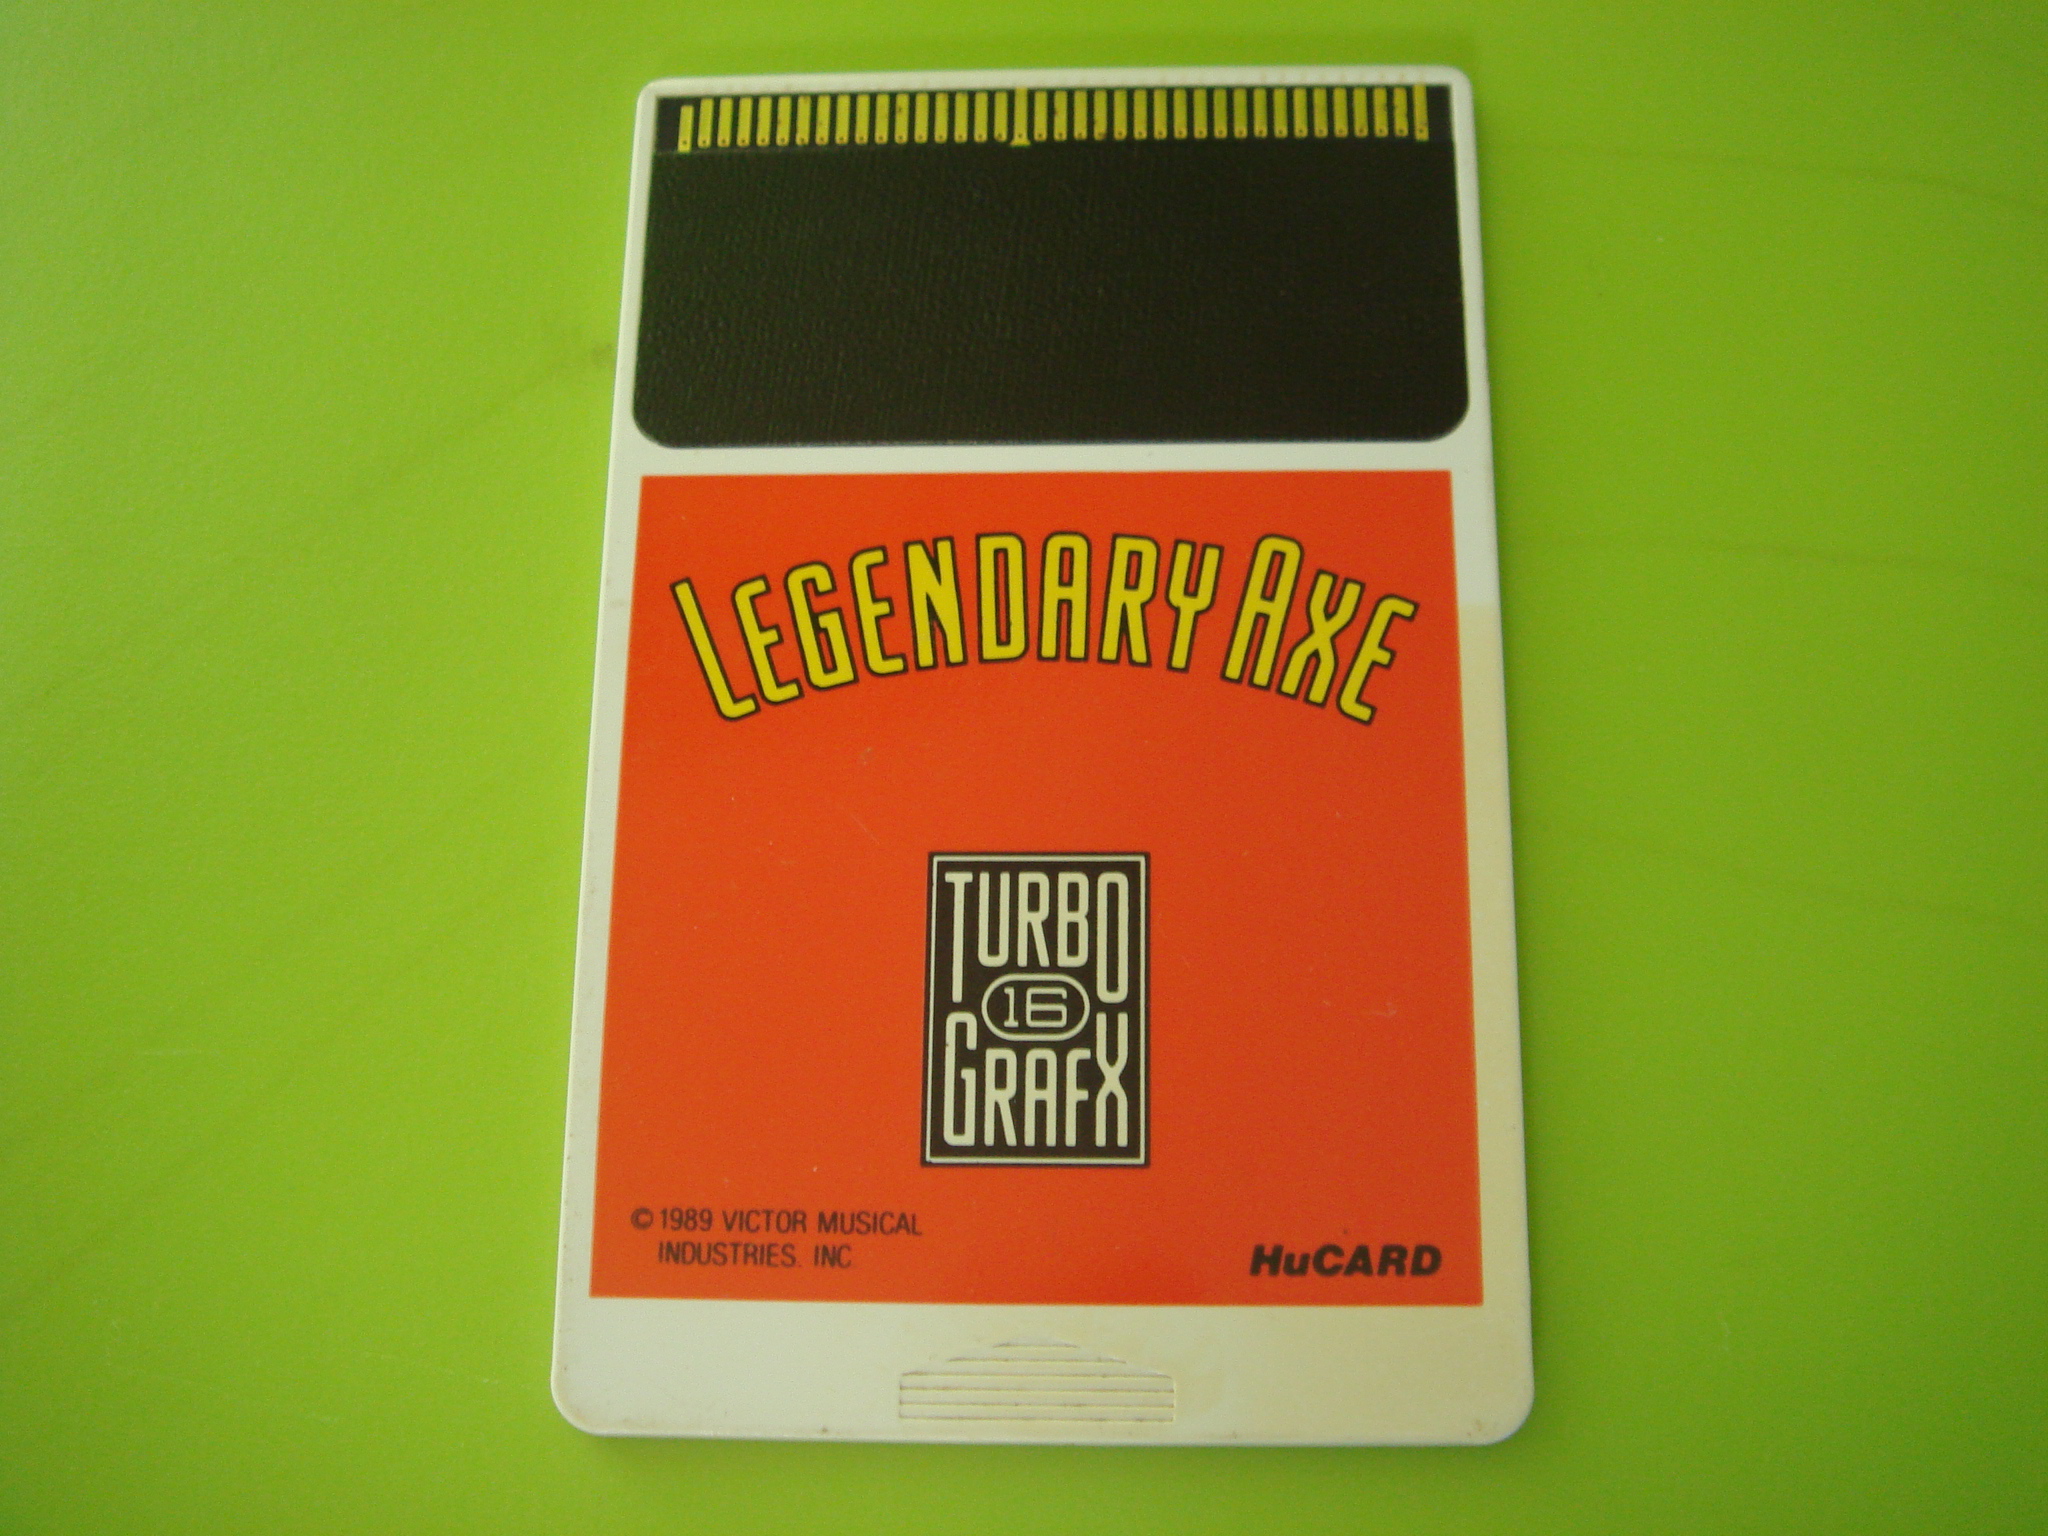 LEGENDARY AXE
TURBO
16
GRAFX
© 1989 VICTOR MUSICAL
INDUSTRIES. INC
HuCARD